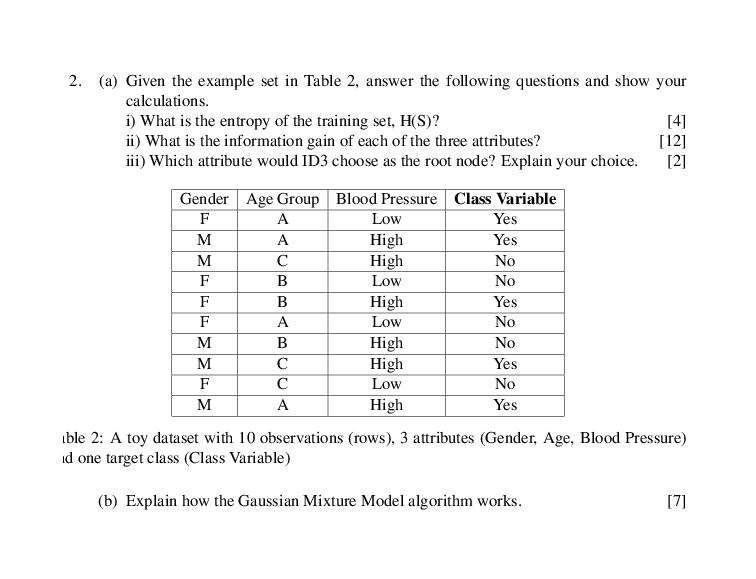 2. (a) Given the example set in Table 2, answer the following questions and show your
calculations.
i) What is the entropy of the training set, H(S)? [4]
ii) What is the information gain of each of the three attributes? [12]
iii) Which attribute would ID3 choose as the root node? Explain your choice. [2]
Gender Age Group Blood Pressure Class Variable
F A Low Yes
M A High Yes
M C High No
F B Low No
F B High Yes
F A Low No
M B High No
M C High Yes
F C Low No
M A High Yes
2: A toy dataset with 10 observations (rows), 3 attributes (Gender, Age, Blood Pressure)
one target class (Class Variable)
(b) Explain how the Gaussian Mixture Model algorithm works. [7]